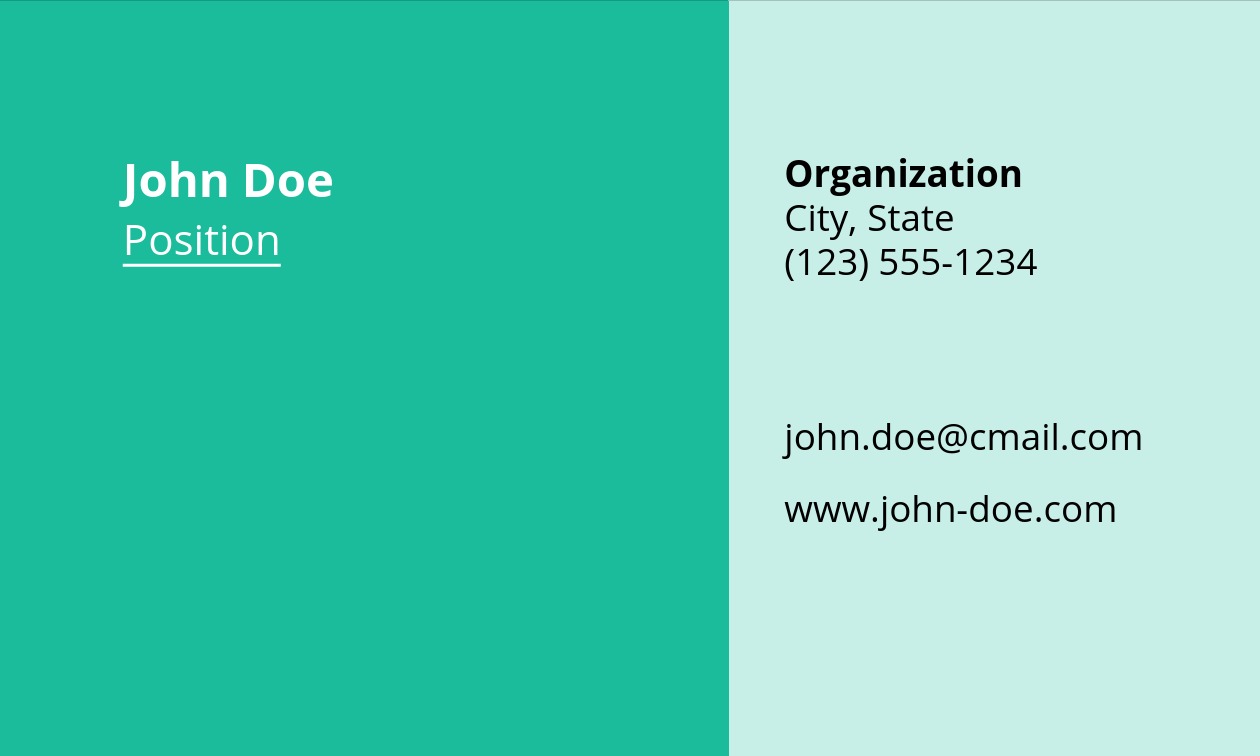 John Doe
Position
Organization
City, State
(123) 555-1234
john.doe@cmail.com
www.john-doe.com